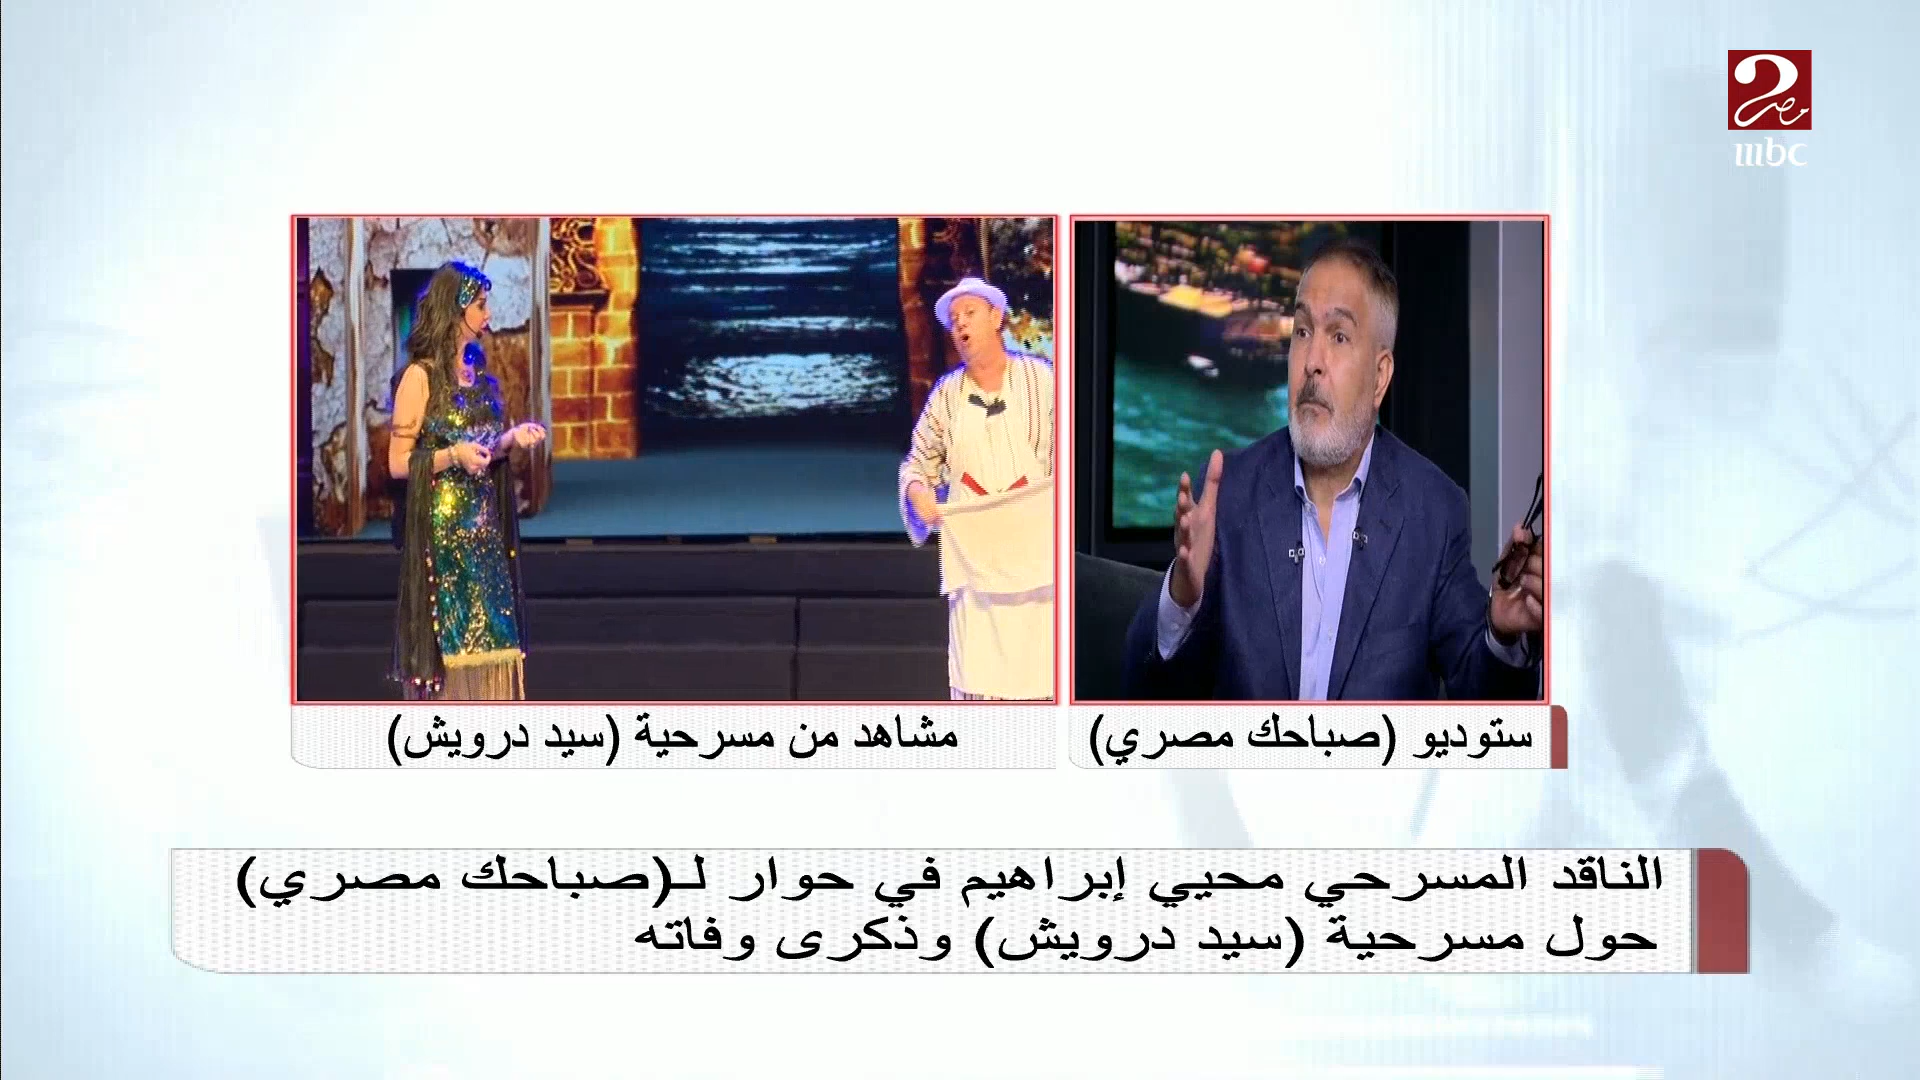 مصر
mbc
ستوديو (صباحك مصري)
مشاهد من مسرحية (سيد درويش)
الناقد المسرحي محيي إبراهيم في حوار لـ(صباحك مصري)
حول مسرحية (سيد درويش) وذكرى وفاته